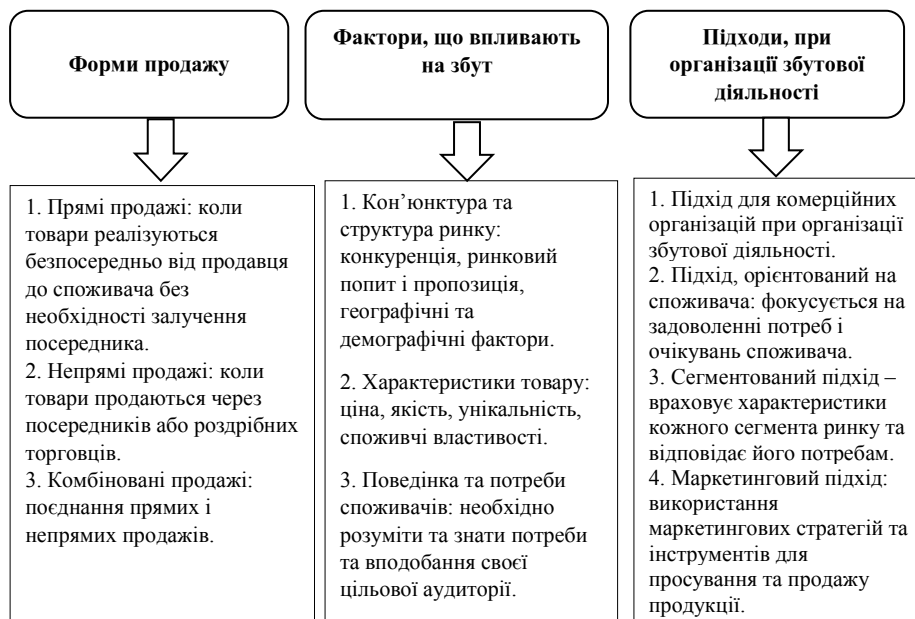 Форми продажу
1. Прямі продажі: коли
товари реалізуються
безпосередньо від продавця
до споживача без
необхідності залучення
посередника.
2. Непрямі продажі: коли
товари продаються через
посередників або роздрібних
торговців.
3. Комбіновані продажі:
поєднання прямих і
непрямих продажів.
Фактори, що впливають
на збут
1. Кон’юнктура та
структура ринку:
конкуренція, ринковий
попит і пропозиція,
географічні та
демографічні фактори.
2. Характеристики товару:
ціна, якість, унікальність,
споживчі властивості.
3. Поведінка та потреби
споживачів: необхідно
розуміти та знати потреби
та вподобання своєї
цільової аудиторії.
Підходи, при
організації збутової
діяльності
1. Підхід для комерційних
організацій при організації
збутової діяльності.
2. Підхід, орієнтований на
споживача: фокусується на
задоволенні потреб і
очікувань споживача.
3. Сегментований підхід –
враховує характеристики
кожного сегмента ринку та
відповідає його потребам.
4. Маркетинговий підхід:
використання
маркетингових стратегій та
інструментів для
просування та продажу
продукції.